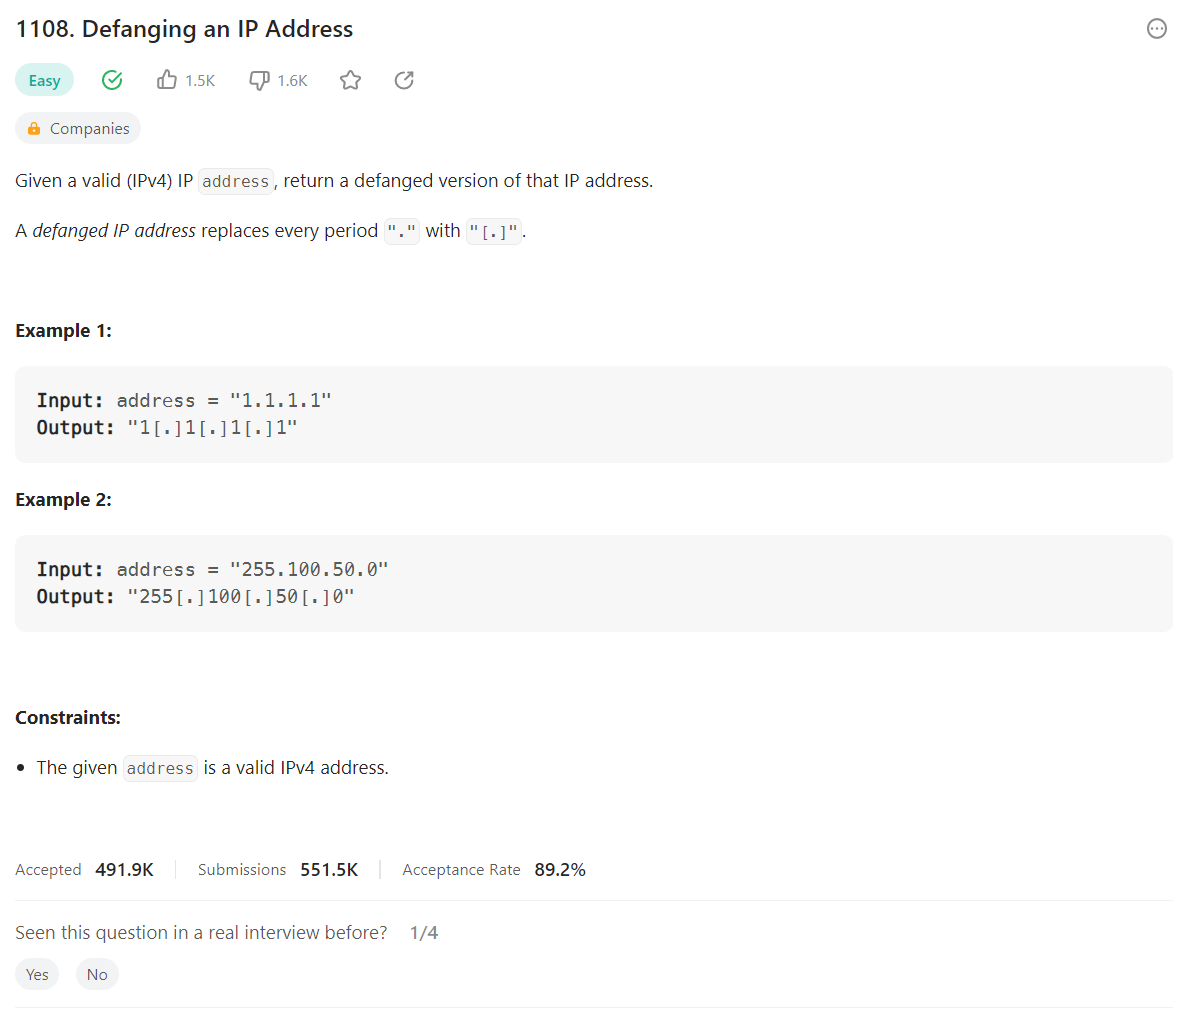 1108. Defanging an IP Address
Easy 1.5K 1.6K
Companies
Given a valid (IPv4) IP address, return a defanged version of that IP address.
A defanged IP address replaces every period "." with "[.]".
Example 1:
Input: address = "1.1.1.1"
Output: "1[.]1[.]1[.]1"
Example 2:
Input: address = "255.100.50.0"
Output: "255[.]100[.]50[.]0"
Constraints:
• The given address is a valid IPv4 address.
Accepted 491.9K Submissions 551.5K Acceptance Rate 89.2%
Seen this question in a real interview before? 1/4
Yes No